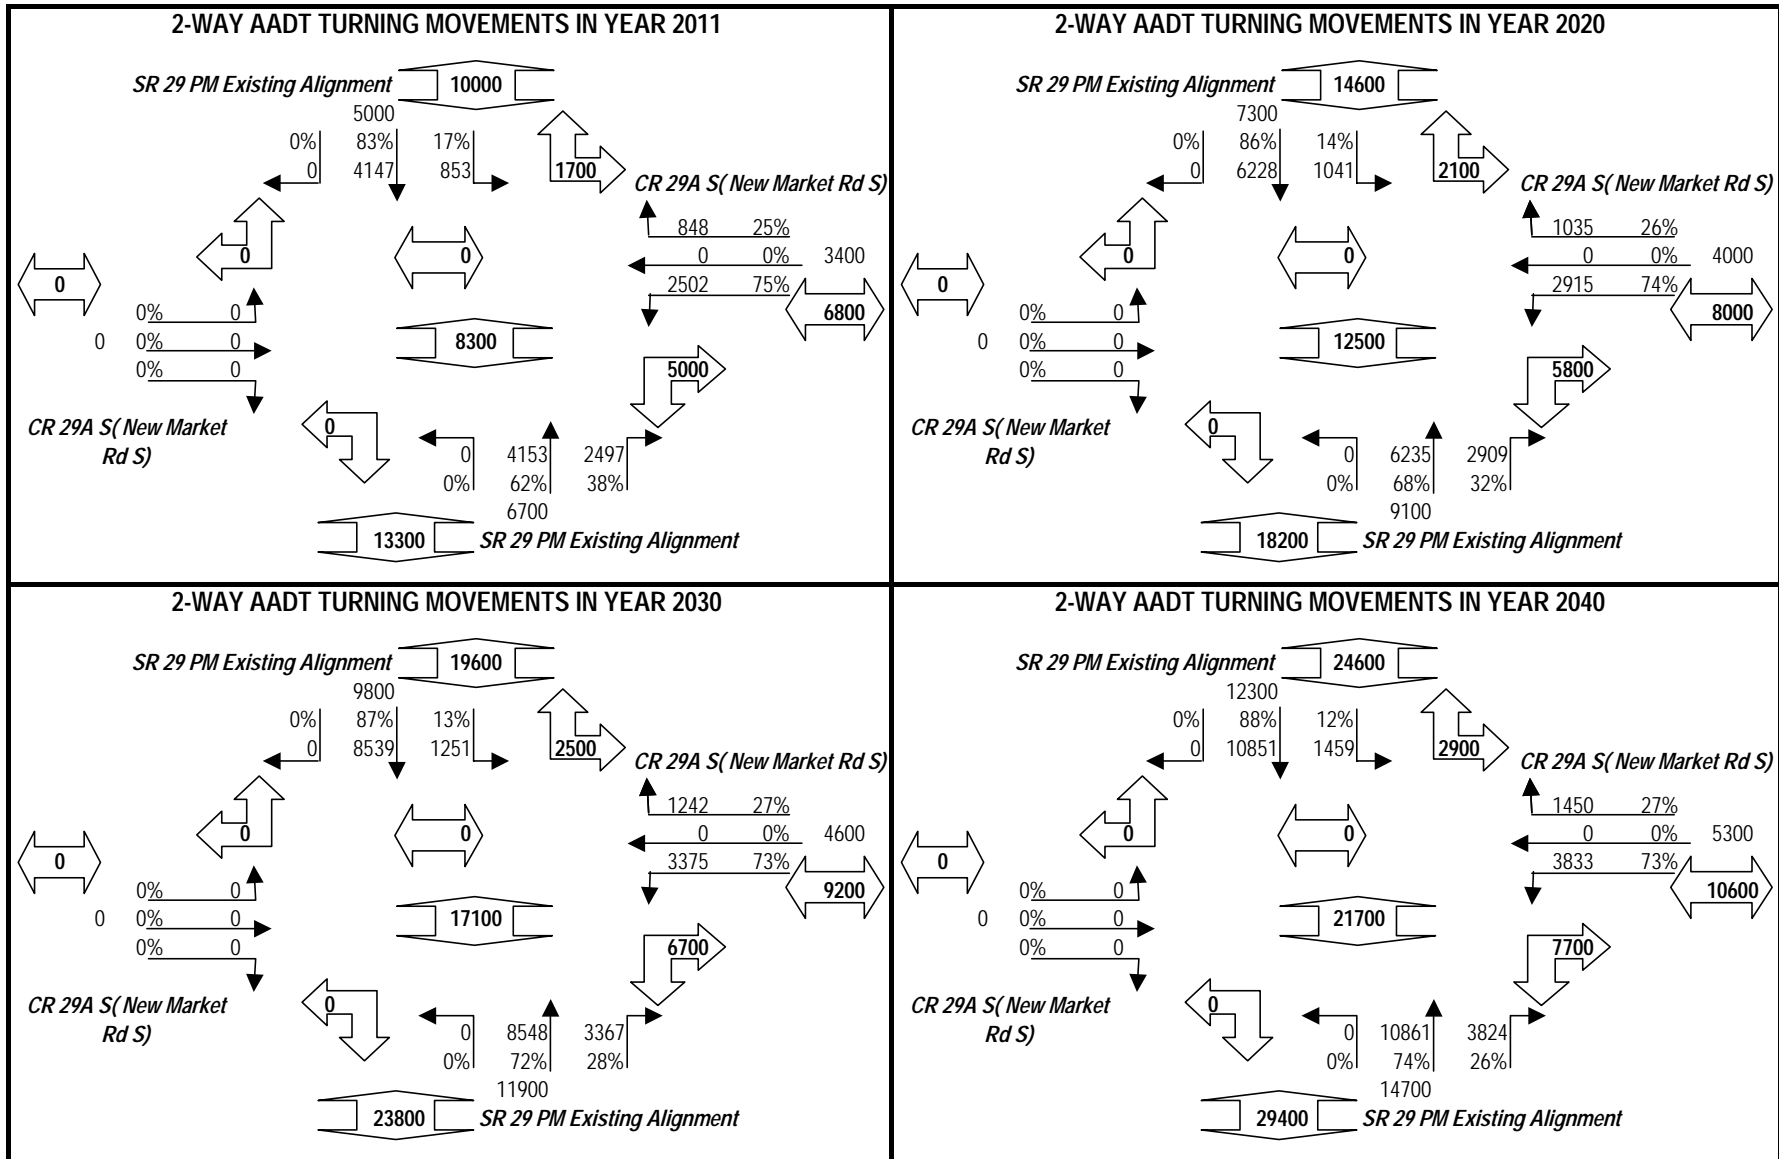 2-WAY AADT TURNING MOVEMENTS IN YEAR 2011
SR 29 PM Existing Alignment 10000
5000
0% 83% 17%
0 4147 853 1700
CR 29A S( New Market Rd S)
848 25%
0 0 0 0% 3400
0 2502 75%
0% 0 6800
0 0% 0 8300
0% 0 5000
CR 29A S( New Market
Rd S)
0
0 4153 2497
0% 62% 38%
6700
13300 SR 29 PM Existing Alignment
2-WAY AADT TURNING MOVEMENTS IN YEAR 2020
SR 29 PM Existing Alignment 14600
7300
0% 86% 14%
0 6228 1041 2100
CR 29A S( New Market Rd S)
1035 26%
0 0 0 0% 4000
0 2915 74%
0% 0 8000
0 0% 0 12500
0% 0 5800
CR 29A S( New Market
Rd S)
0
0 6235 2909
0% 68% 32%
9100
18200 SR 29 PM Existing Alignment
2-WAY AADT TURNING MOVEMENTS IN YEAR 2030
SR 29 PM Existing Alignment 19600
9800
0% 87% 13%
0 8539 1251 2500
CR 29A S( New Market Rd S)
1242 27%
0 0 0 0% 4600
0 3375 73%
0% 0 9200
0 0% 0 17100
0% 0 6700
CR 29A S( New Market
Rd S)
0
0 8548 3367
0% 72% 28%
11900
23800 SR 29 PM Existing Alignment
2-WAY AADT TURNING MOVEMENTS IN YEAR 2040
SR 29 PM Existing Alignment 24600
12300
0% 88% 12%
0 10851 1459 2900
CR 29A S( New Market Rd S)
1450 27%
0 0 0 0% 5300
0 3833 73%
0% 0 10600
0 0% 0 21700
0% 0 7700
CR 29A S( New Market
Rd S)
0
0 10861 3824
0% 74% 26%
14700
29400 SR 29 PM Existing Alignment